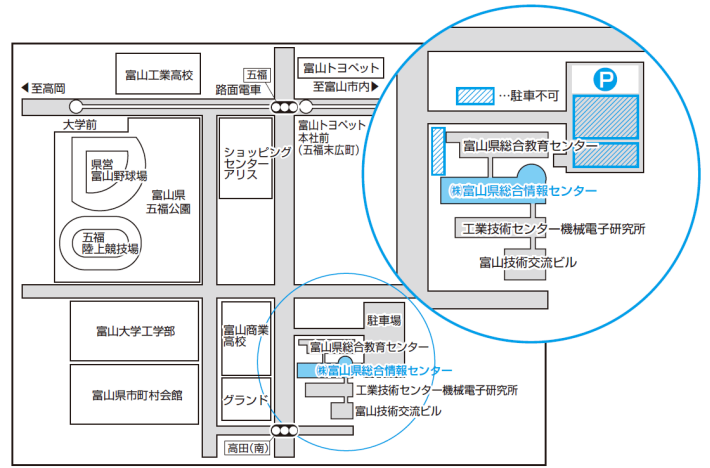 富山工業高校
五福
路面電車
富山トヨペット
至富山市内▶
◀至高岡
大学前
県営
富山野球場
富山県
五福公園
五福
陸上競技場
ショッピング
センター
アリス
富山トヨペット
本社前
(五福末広町)
富山大学工学部
富山県市町村会館
富山商業
高校
グランド
高田(南)
駐車場
富山県総合教育センター
㈱富山県総合情報センター
工業技術センター機械電子研究所
富山技術交流ビル
P
…駐車不可
富山県総合教育センター
㈱富山県総合情報センター
工業技術センター機械電子研究所
富山技術交流ビル